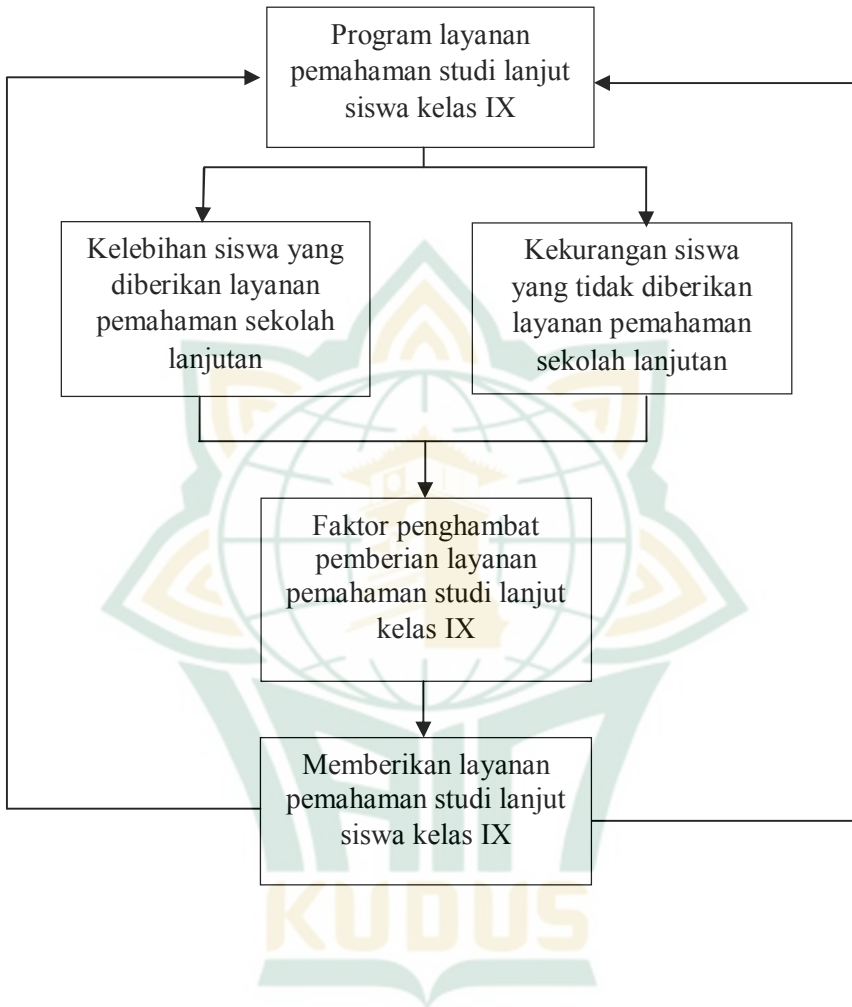 Program layanan
pemahaman studi lanjut
siswa kelas IX
Kelebihan siswa yang
diberikan layanan
pemahaman sekolah
lanjutan
Kekurangan siswa
yang tidak diberikan
layanan pemahaman
sekolah lanjutan
Faktor penghambat
pemberian layanan
pemahaman studi lanjut
kelas IX
Memberikan layanan
pemahaman studi lanjut
siswa kelas IX
IAIN
KUDUS